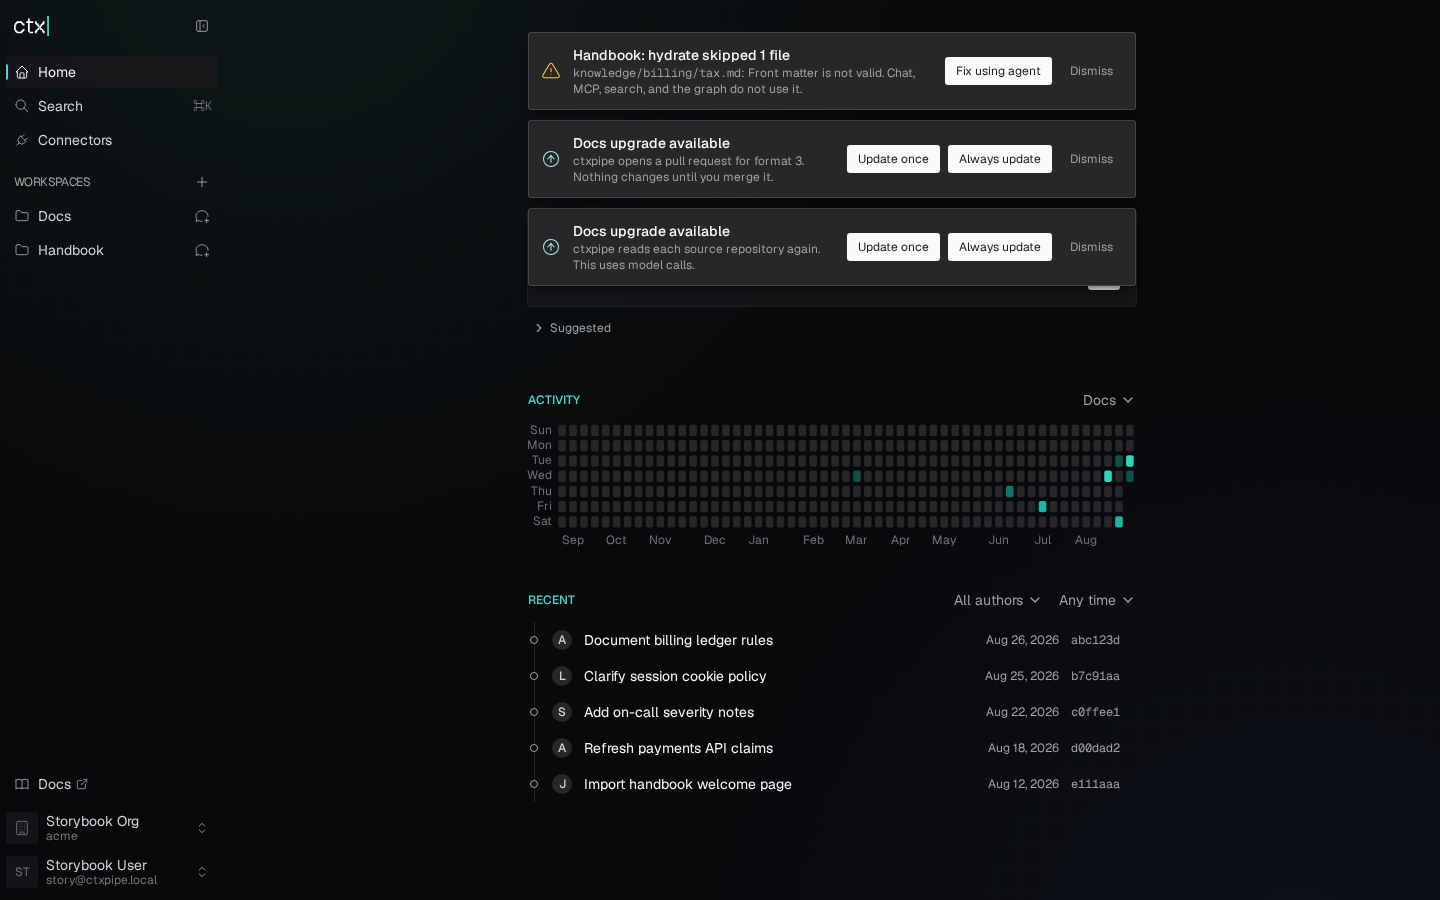 ctx
Home
Search ⌘K
Connectors
WORKSPACES
Docs
Handbook
Handbook: hydrate skipped 1 file
knowledge/billing/tax.md: Front matter is not valid. Chat,
MCP, search, and the graph do not use it.
Fix using agent
Dismiss
Docs upgrade available
ctxpipe opens a pull request for format 3.
Nothing changes until you merge it.
Update once
Always update
Dismiss
Docs upgrade available
ctxpipe reads each source repository again.
This uses model calls.
Update once
Always update
Dismiss
Suggested
ACTIVITY
Docs
Sun
Mon
Tue
Wed
Thu
Fri
Sat
Sep Oct Nov Dec Jan Feb Mar Apr May Jun Jul Aug
RECENT
All authors
Any time
A Document billing ledger rules Aug 26, 2026 abc123d
L Clarify session cookie policy Aug 25, 2026 b7c91aa
S Add on-call severity notes Aug 22, 2026 c0ffee1
A Refresh payments API claims Aug 18, 2026 d00dad2
J Import handbook welcome page Aug 12, 2026 e111aaa
Docs
Storybook Org
acme
ST
Storybook User
story@ctxpipe.local